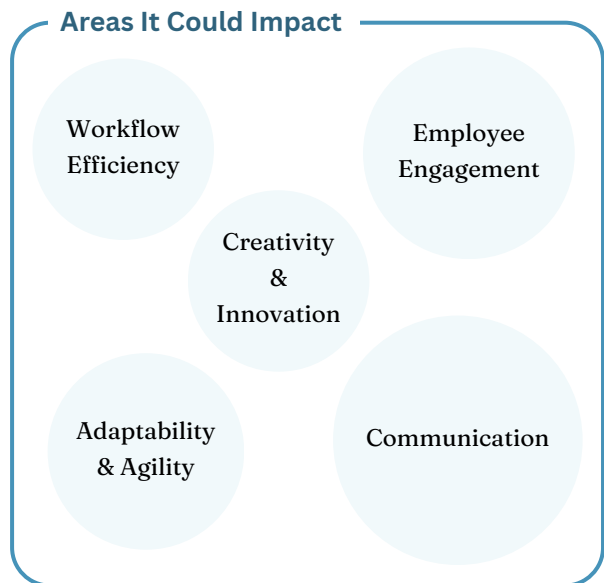 Areas It Could Impact
Workflow
Efficiency
Employee
Engagement
Creativity
&
Innovation
Adaptability
& Agility
Communication